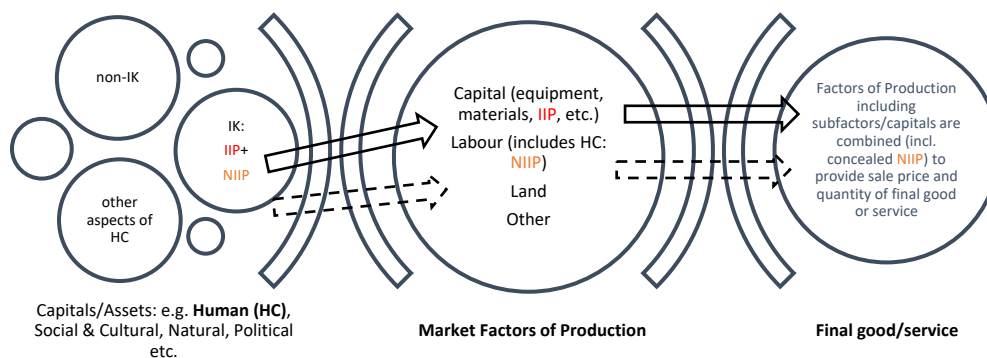 non-IK
IK:
IIP+
NIIP
other
aspects of
HC
Capital (equipment,
materials, IIP, etc.)
Labour (includes HC:
NIIP)
Land
Other
Factors of Production
including
subfactors/capitals are
combined (incl.
concealed NIIP) to
provide sale price and
quantity of final good
or service
Capitals/Assets: e.g. Human (HC),
Social & Cultural, Natural, Political
etc.
Market Factors of Production
Final good/service